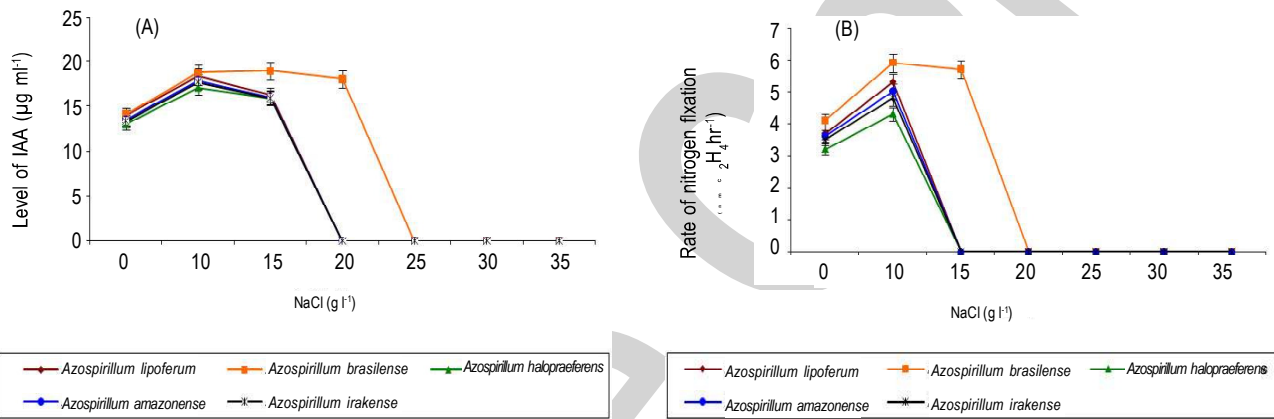 (A)
Level of IAA (µg ml-1)
25
20
15
10
5
0
0 10 15 20 25 30 35
NaCl (g l-1)
Azospirillum lipoferum Azospirillum brasilense Azospirillum halopraeferens
Azospirillum amazonense Azospirillum irakense
(B)
Rate of nitrogen fixation
2H4hr-1)
7
6
5
4
3
2
1
0
0 10 15 20 25 30 35
NaCl (g l-1)
Azospirillum lipoferum Azospirillum brasilense Azospirillum halopraeferens
Azospirillum amazonense Azospirillum irakense